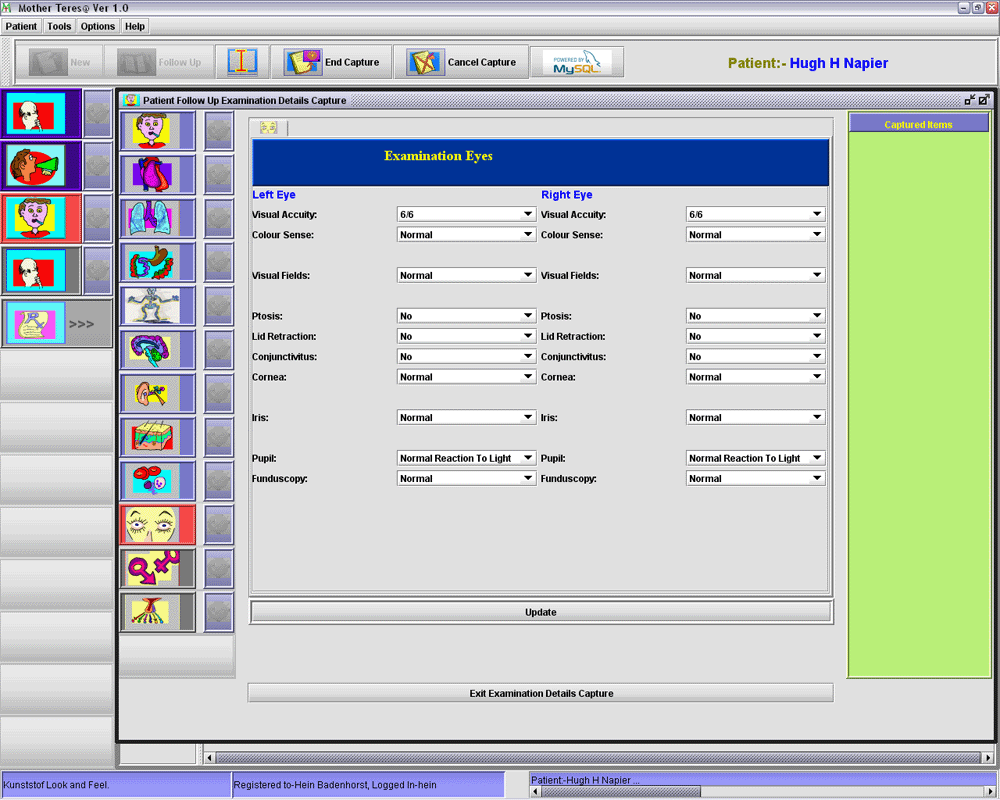 Mother Teres@ Ver 1.0
Patient Tools Options Help
New Follow Up End Capture Cancel Capture POWERED BY MySQL Patient:- Hugh H Napier
Patient Follow Up Examination Details Capture
Captured Items
Examination Eyes
Left Eye Right Eye
Visual Accuity: 6/6 Visual Accuity: 6/6
Colour Sense: Normal Colour Sense: Normal
Visual Fields: Normal Visual Fields: Normal
Ptosis: No Ptosis: No
Lid Retraction: No Lid Retraction: No
Conjunctivitus: No Conjunctivitus: No
Cornea: Normal Cornea: Normal
Iris: Normal Iris: Normal
Pupil: Normal Reaction To Light Pupil: Normal Reaction To Light
Funduscopy: Normal Funduscopy: Normal
>>>
Update
Exit Examination Details Capture
Kunststof Look and Feel. Registered to-Hein Badenhorst, Logged In-hein Patient:-Hugh H Napier ...